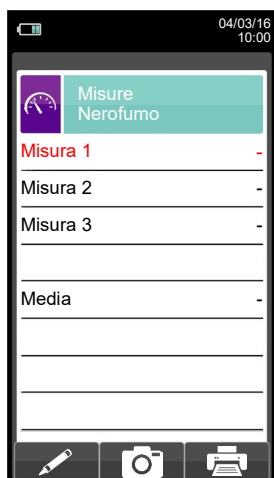 04/03/16
10:00
Misure
Nerofumo
Misura 1 -
Misura 2 -
Misura 3 -
Media -